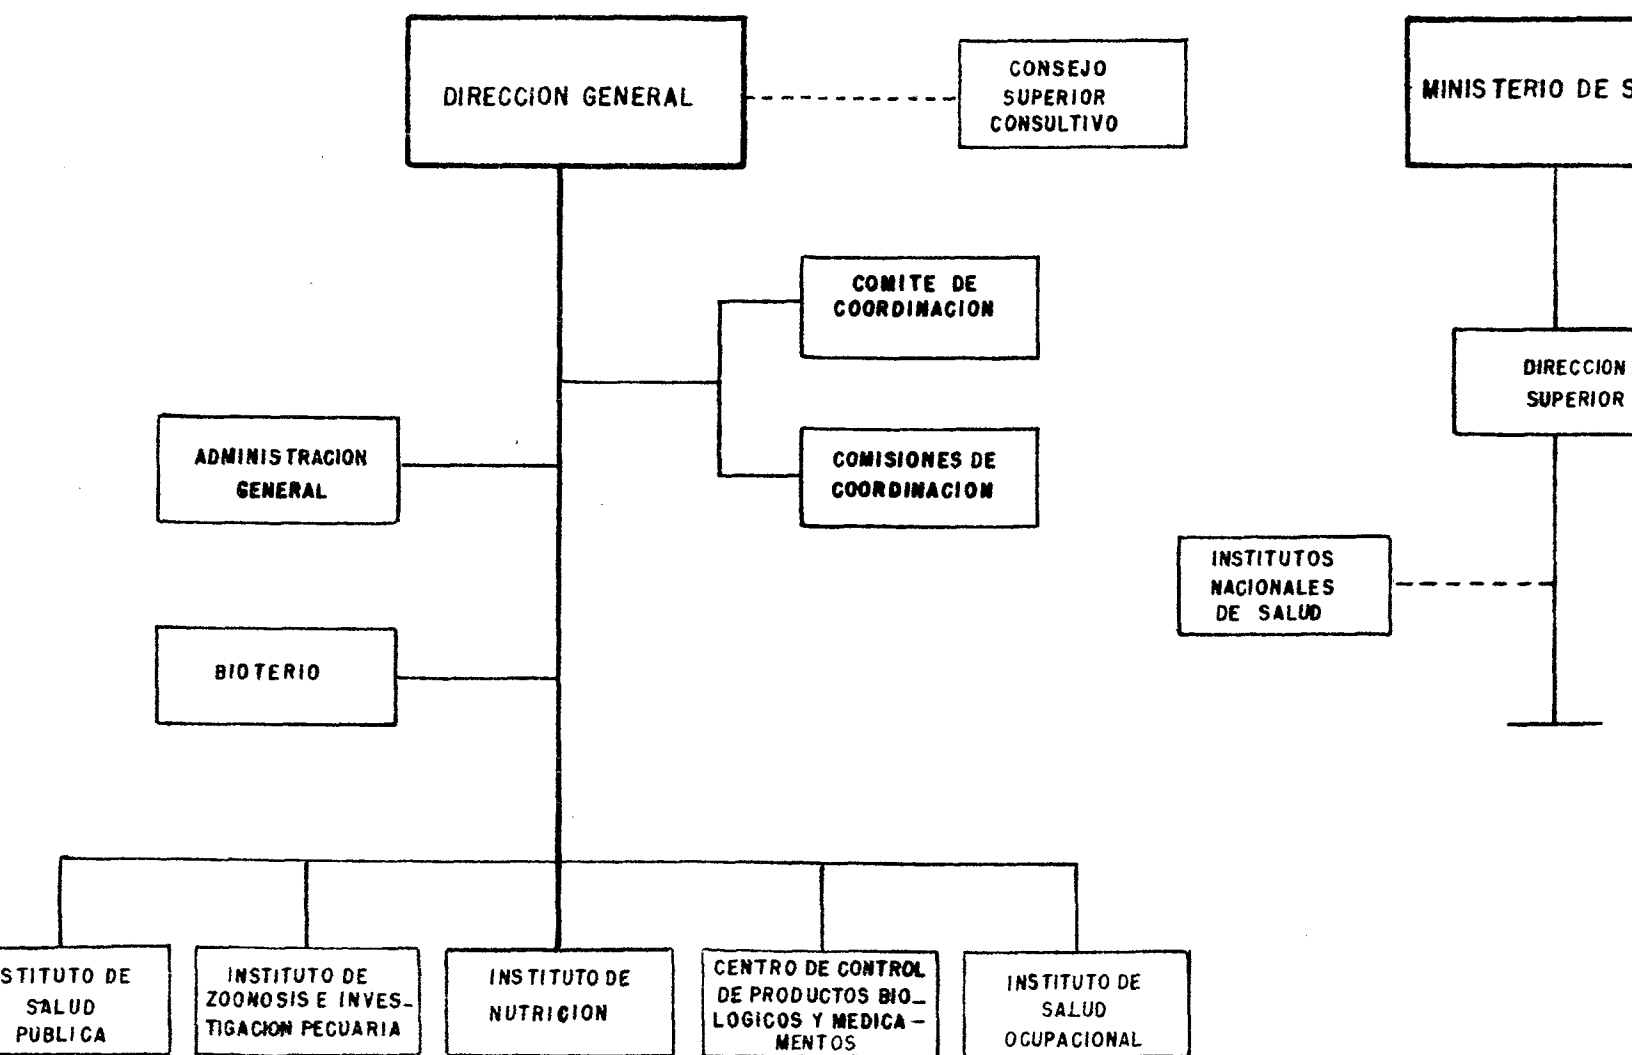 DIRECCION GENERAL
CONSEJO
SUPERIOR
CONSULTIVO
MINISTERIO DE S
COMITE DE
COORDINACION
DIRECCION
SUPERIOR
ADMINISTRACION
GENERAL
COMISIONES DE
COORDINACION
INSTITUTOS
NACIONALES
DE SALUD
BIOTERIO
STITUTO DE
SALUD
PUBLICA
INSTITUTO DE
ZOONOSIS E INVES-
TIGACION PECUARIA
INSTITUTO DE
NUTRICION
CENTRO DE CONTROL
DE PRODUCTOS BIO-
LOGICOS Y MEDICA-
MENTOS
INSTITUTO DE
SALUD
OCUPACIONAL